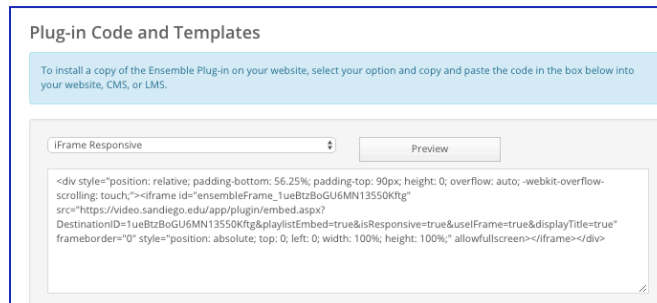 Plug-in Code and Templates
To install a copy of the Ensemble Plug-in on your website, select your option and copy and paste the code in the box below into
your website, CMS, or LMS.
iFrame Responsive
Preview
<div style="position: relative; padding-bottom: 56.25%; padding-top: 90px; height: 0; overflow: auto; -webkit-overflow-
scrolling: touch;"><iframe id="ensembleFrame_1ueBtzBoGU6MN13550Kftg"
src="https://video.sandiego.edu/app/plugin/embed.aspx?
DestinationID=1ueBtzBoGU6MN13550Kftg&playlistEmbed=true&isResponsive=true&useIFrame=true&displayTitle=true"
frameborder="0" style="position: absolute; top: 0; left: 0; width: 100%; height: 100%;" allowfullscreen></iframe></div>